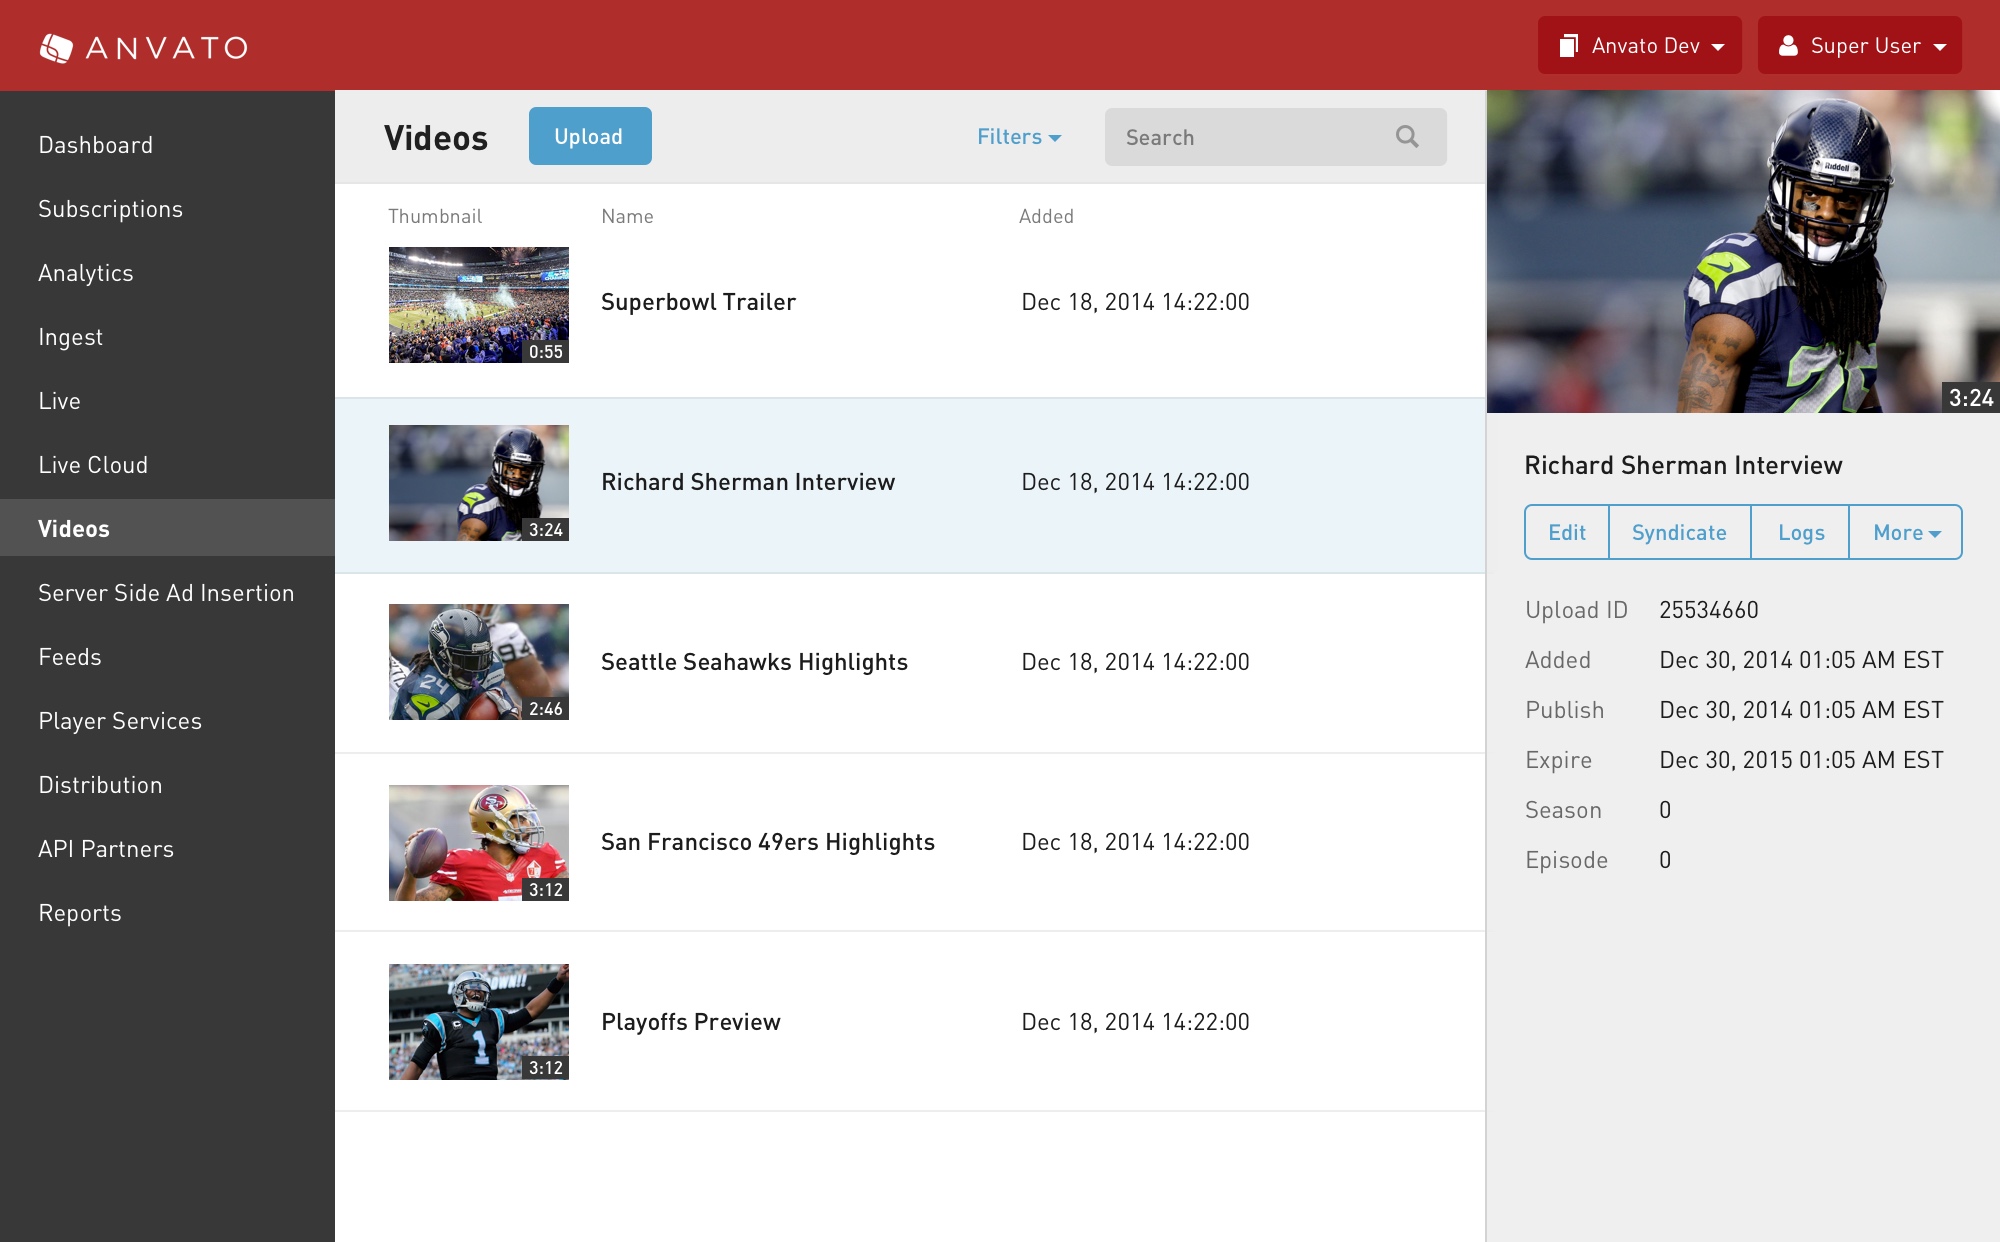 ANVATO
Anvato Dev
Super User
Dashboard
Subscriptions
Analytics
Ingest
Live
Live Cloud
Videos
Server Side Ad Insertion
Feeds
Player Services
Distribution
API Partners
Reports
Videos
Upload
Filters
Search
Thumbnail Name Added
0:55
Superbowl Trailer Dec 18, 2014 14:22:00
3:24
Richard Sherman Interview Dec 18, 2014 14:22:00
94
24
2:46
Seattle Seahawks Highlights Dec 18, 2014 14:22:00
3:12
San Francisco 49ers Highlights Dec 18, 2014 14:22:00
1
3:12
Playoffs Preview Dec 18, 2014 14:22:00
Riddell
25
3:24
Richard Sherman Interview
Edit Syndicate Logs More
Upload ID 25534660
Added Dec 30, 2014 01:05 AM EST
Publish Dec 30, 2014 01:05 AM EST
Expire Dec 30, 2015 01:05 AM EST
Season 0
Episode 0